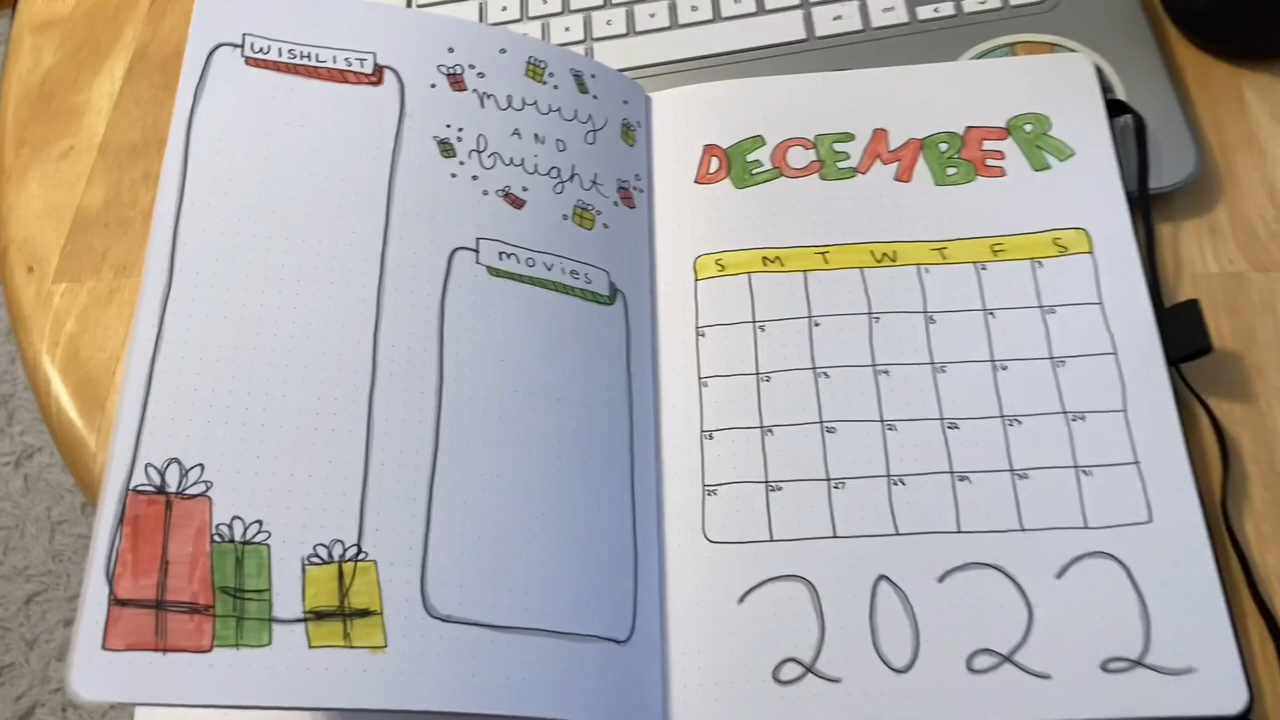 WISHLIST
merry
AND
bright
movies
DECEMBER
S M T W T F S
1 2 3
4 5 6 7 8 9 10
11 12 13 14 15 16 17
18 19 20 21 22 23 24
25 26 27 28 29 30 31
2022